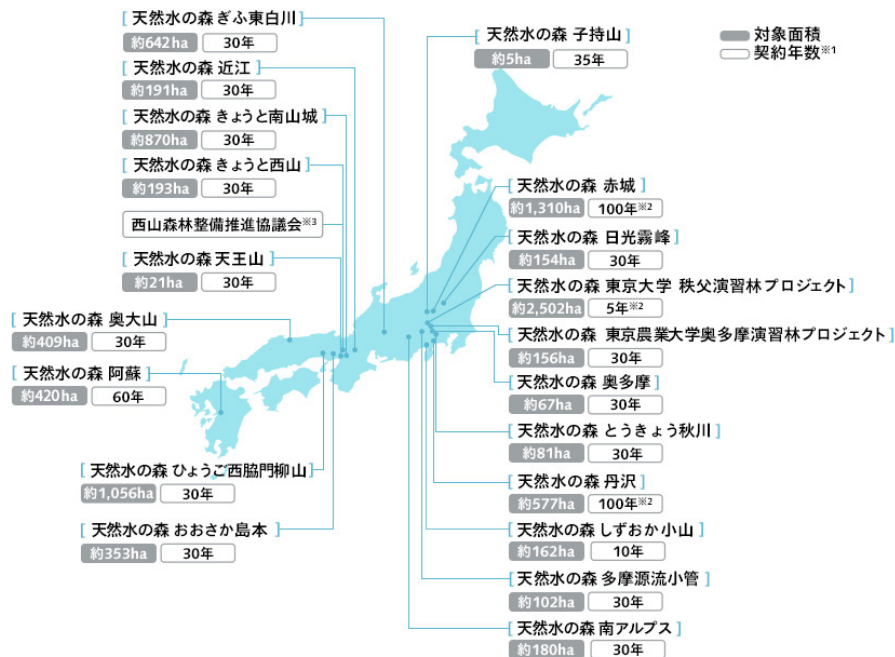 [ 天然水の森 ぎふ東白川 ]
約642ha 30年
[ 天然水の森 近江 ]
約191ha 30年
[ 天然水の森 きょうと南山城 ]
約870ha 30年
[ 天然水の森 きょうと西山 ]
約193ha 30年
西山森林整備推進協議会※3
[ 天然水の森 天王山 ]
約21ha 30年
[ 天然水の森 奥大山 ]
約409ha 30年
[ 天然水の森 阿蘇 ]
約420ha 60年
[ 天然水の森 ひょうご西脇門柳山 ]
約1,056ha 30年
[ 天然水の森 おおさか島本 ]
約353ha 30年
[ 天然水の森 子持山 ]
約5ha 35年
対象面積
契約年数※1
[ 天然水の森 赤城 ]
約1,310ha 100年※2
[ 天然水の森 日光霧峰 ]
約154ha 30年
[ 天然水の森 東京大学 秩父演習林プロジェクト ]
約2,502ha 5年※2
[ 天然水の森 東京農業大学奥多摩演習林プロジェクト ]
約156ha 30年
[ 天然水の森 奥多摩 ]
約67ha 30年
[ 天然水の森 とうきょう秋川 ]
約81ha 30年
[ 天然水の森 丹沢 ]
約577ha 100年※2
[ 天然水の森 しずおか小山 ]
約162ha 10年
[ 天然水の森 多摩源流小管 ]
約102ha 30年
[ 天然水の森 南アルプス ]
約180ha 30年